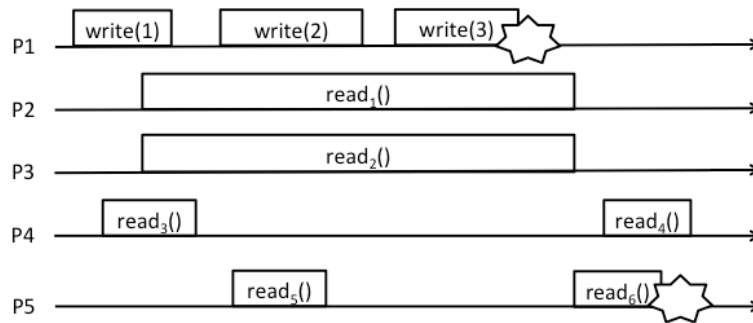 P1 write(1) write(2) write(3)
P2 read₁()
P3 read₂()
P4 read₃() read₄()
P5 read₅() read₆()